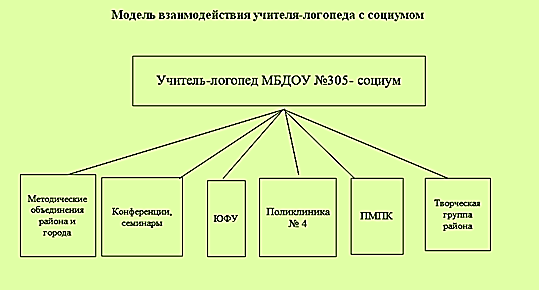 Модель взаимодействия учителя-логопеда с социумом
Учитель-логопед МБДОУ №305- социум
Методические
объединения
района и
города
Конференции,
семинары
ЮФУ
Поликлиника
№ 4
ПМПК
Творческая
группа
района